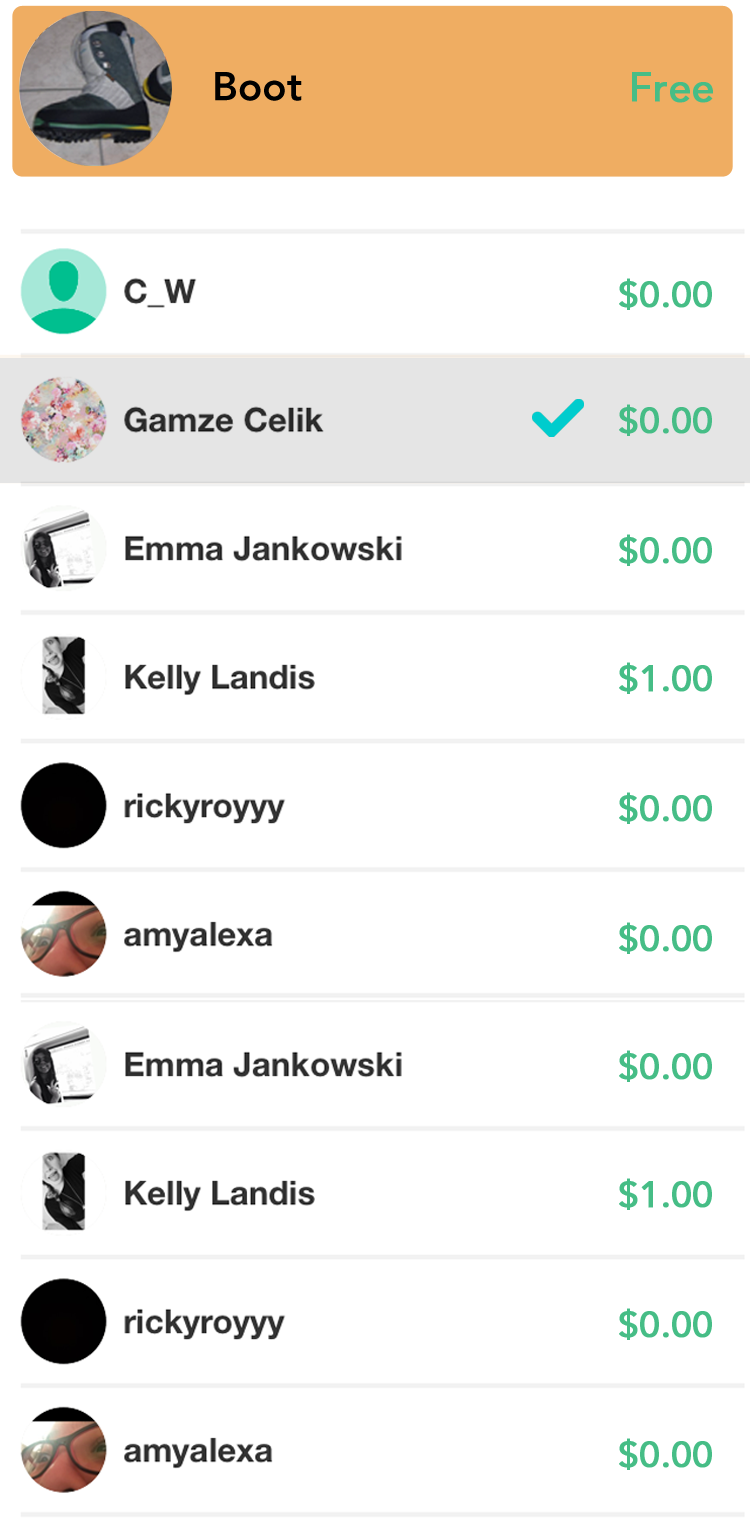 Boot Free
C_W $0.00
Gamze Celik $0.00
Emma Jankowski $0.00
Kelly Landis $1.00
rickyroyyy $0.00
amyalexa $0.00
Emma Jankowski $0.00
Kelly Landis $1.00
rickyroyyy $0.00
amyalexa $0.00